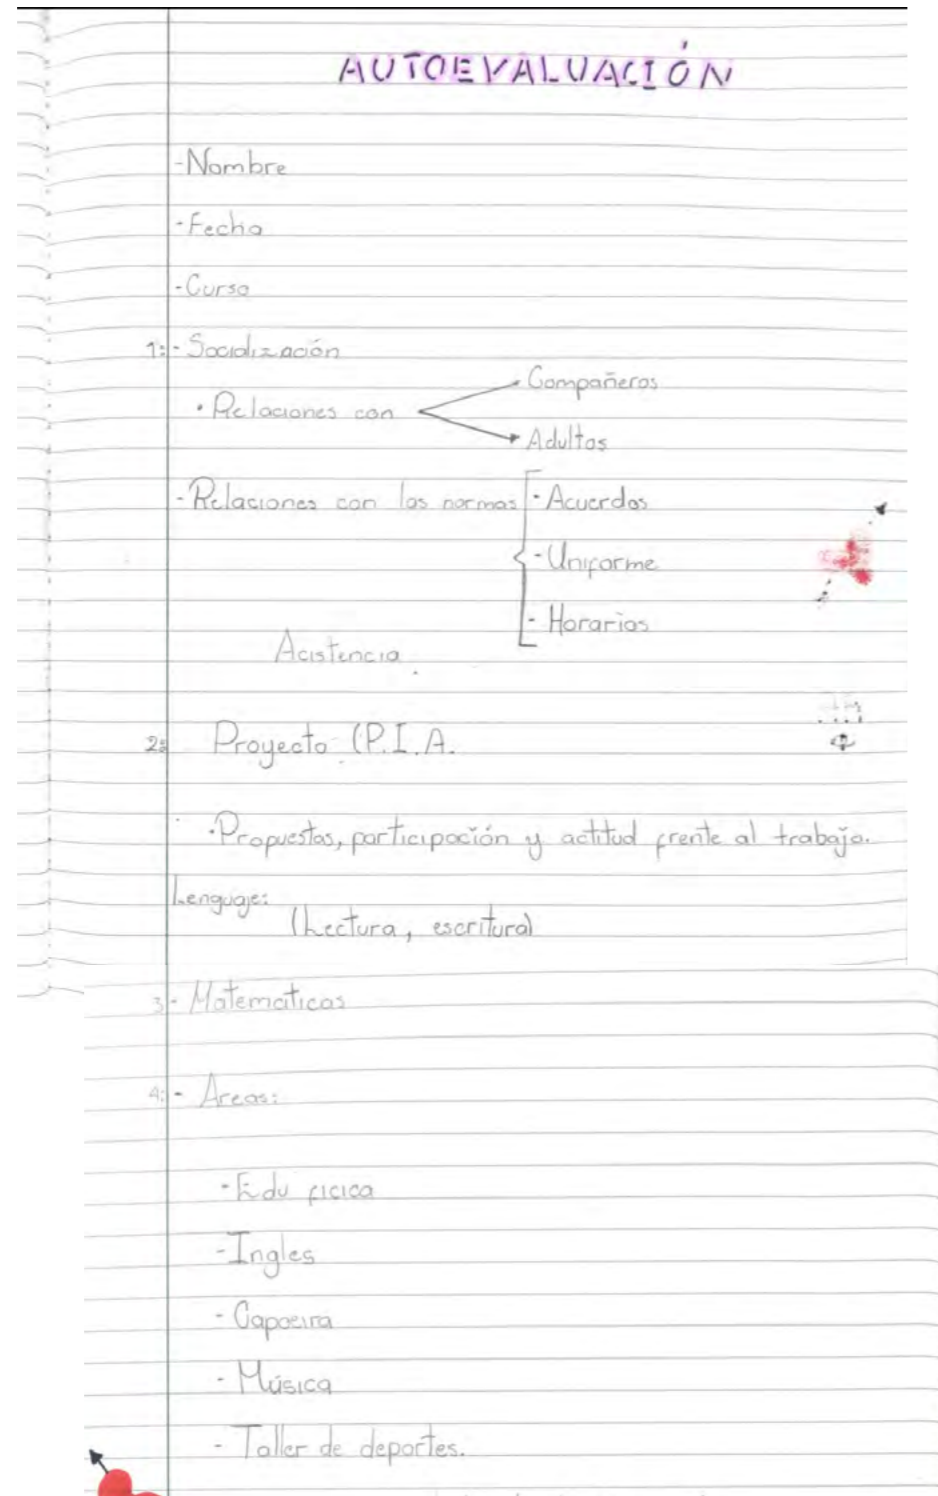 AUTOEVALUACIÓN
-Nombre
-Fecha
-Curso
1:- Socialización
• Relaciones con
Compañeros
Adultos
-Relaciones con las normas
- Acuerdos
- Uniforme
- Horarios
Acistencia
2: Proyecto (P.I.A.
•Propuestas, participación y actitud frente al trabajo.
Lenguaje:
(Lectura, escritura)
3- Matemáticas
4:- Areas:
-Edu ficica
-Ingles
- Capoeira
- Música
- Taller de deportes.